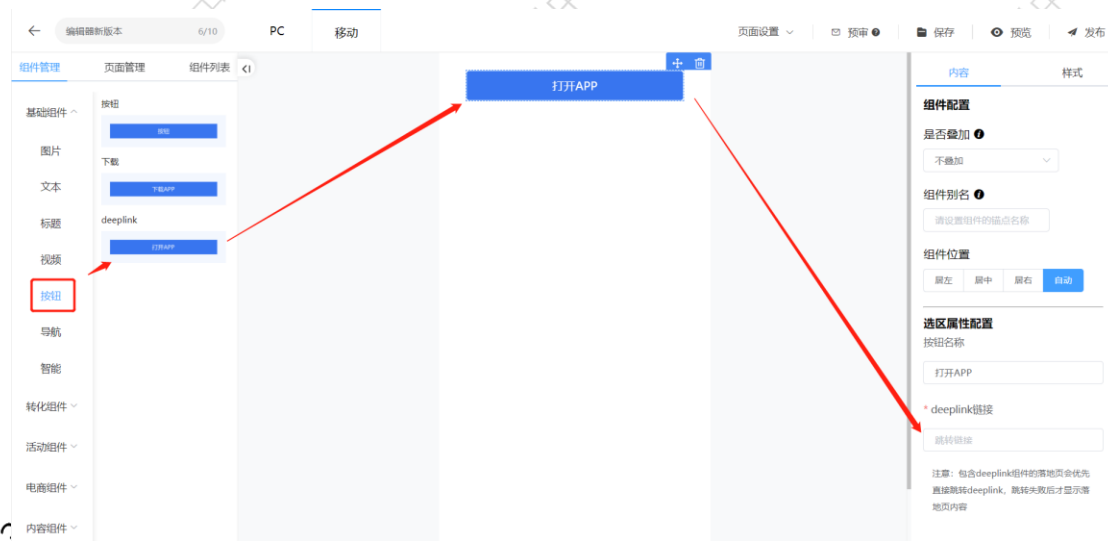 编辑器新版本
6/10
PC
移动
页面设置
预审
保存
预览
发布
组件管理
页面管理
组件列表
基础组件
图片
文本
标题
视频
按钮
导航
智能
转化组件
活动组件
电商组件
内容组件
按钮
按钮
下载
下载APP
deeplink
打开APP
打开APP
内容
样式
组件配置
是否叠加
不叠加
组件别名
请设置组件的锚点名称
组件位置
居左
居中
居右
自动
选区属性配置
按钮名称
打开APP
* deeplink链接
跳转链接
注意:包含deeplink组件的落地页会优先
直接跳转deeplink,跳转失败后才显示落
地页内容